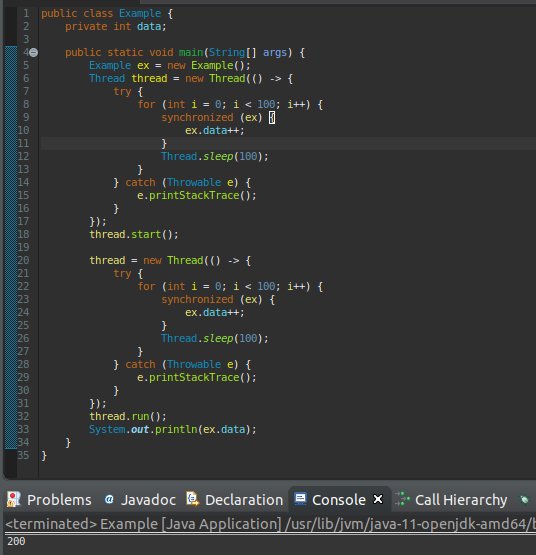 1 public class Example {
2     private int data;
3
4     public static void main(String[] args) {
5         Example ex = new Example();
6         Thread thread = new Thread(() -> {
7             try {
8                 for (int i = 0; i < 100; i++) {
9                     synchronized (ex) {
10                         ex.data++;
11                     }
12                     Thread.sleep(100);
13                 }
14             } catch (Throwable e) {
15                 e.printStackTrace();
16             }
17         });
18         thread.start();
19
20         thread = new Thread(() -> {
21             try {
22                 for (int i = 0; i < 100; i++) {
23                     synchronized (ex) {
24                         ex.data++;
25                     }
26                     Thread.sleep(100);
27                 }
28             } catch (Throwable e) {
29                 e.printStackTrace();
30             }
31         });
32         thread.run();
33         System.out.println(ex.data);
34     }
35 }
Problems @ Javadoc Declaration Console Call Hierarchy
<terminated> Example [Java Application] /usr/lib/jvm/java-11-openjdk-amd64/b
200